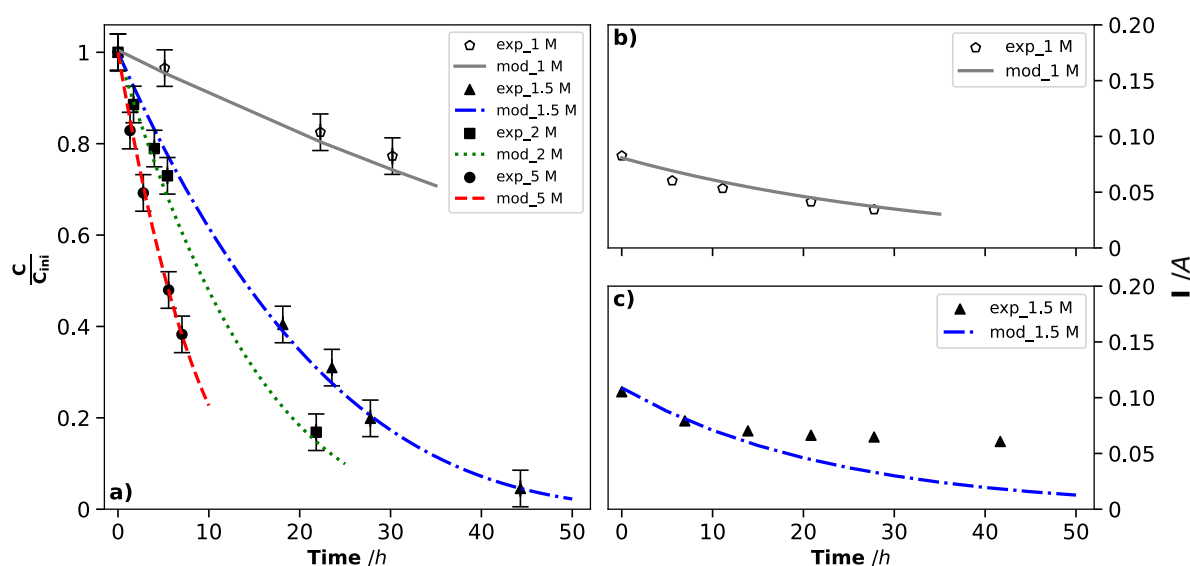 a)
1
0.8
0.6
0.4
0.2
0
C
C_ini
0 10 20 30 40 50
Time /h
exp_1 M
mod_1 M
exp_1.5 M
mod_1.5 M
exp_2 M
mod_2 M
exp_5 M
mod_5 M
b)
exp_1 M
mod_1 M
0.20
0.15
0.10
0.05
0
c)
exp_1.5 M
mod_1.5 M
0.20
0.15
0.10
0.05
0
0 10 20 30 40 50
Time /h
I /A